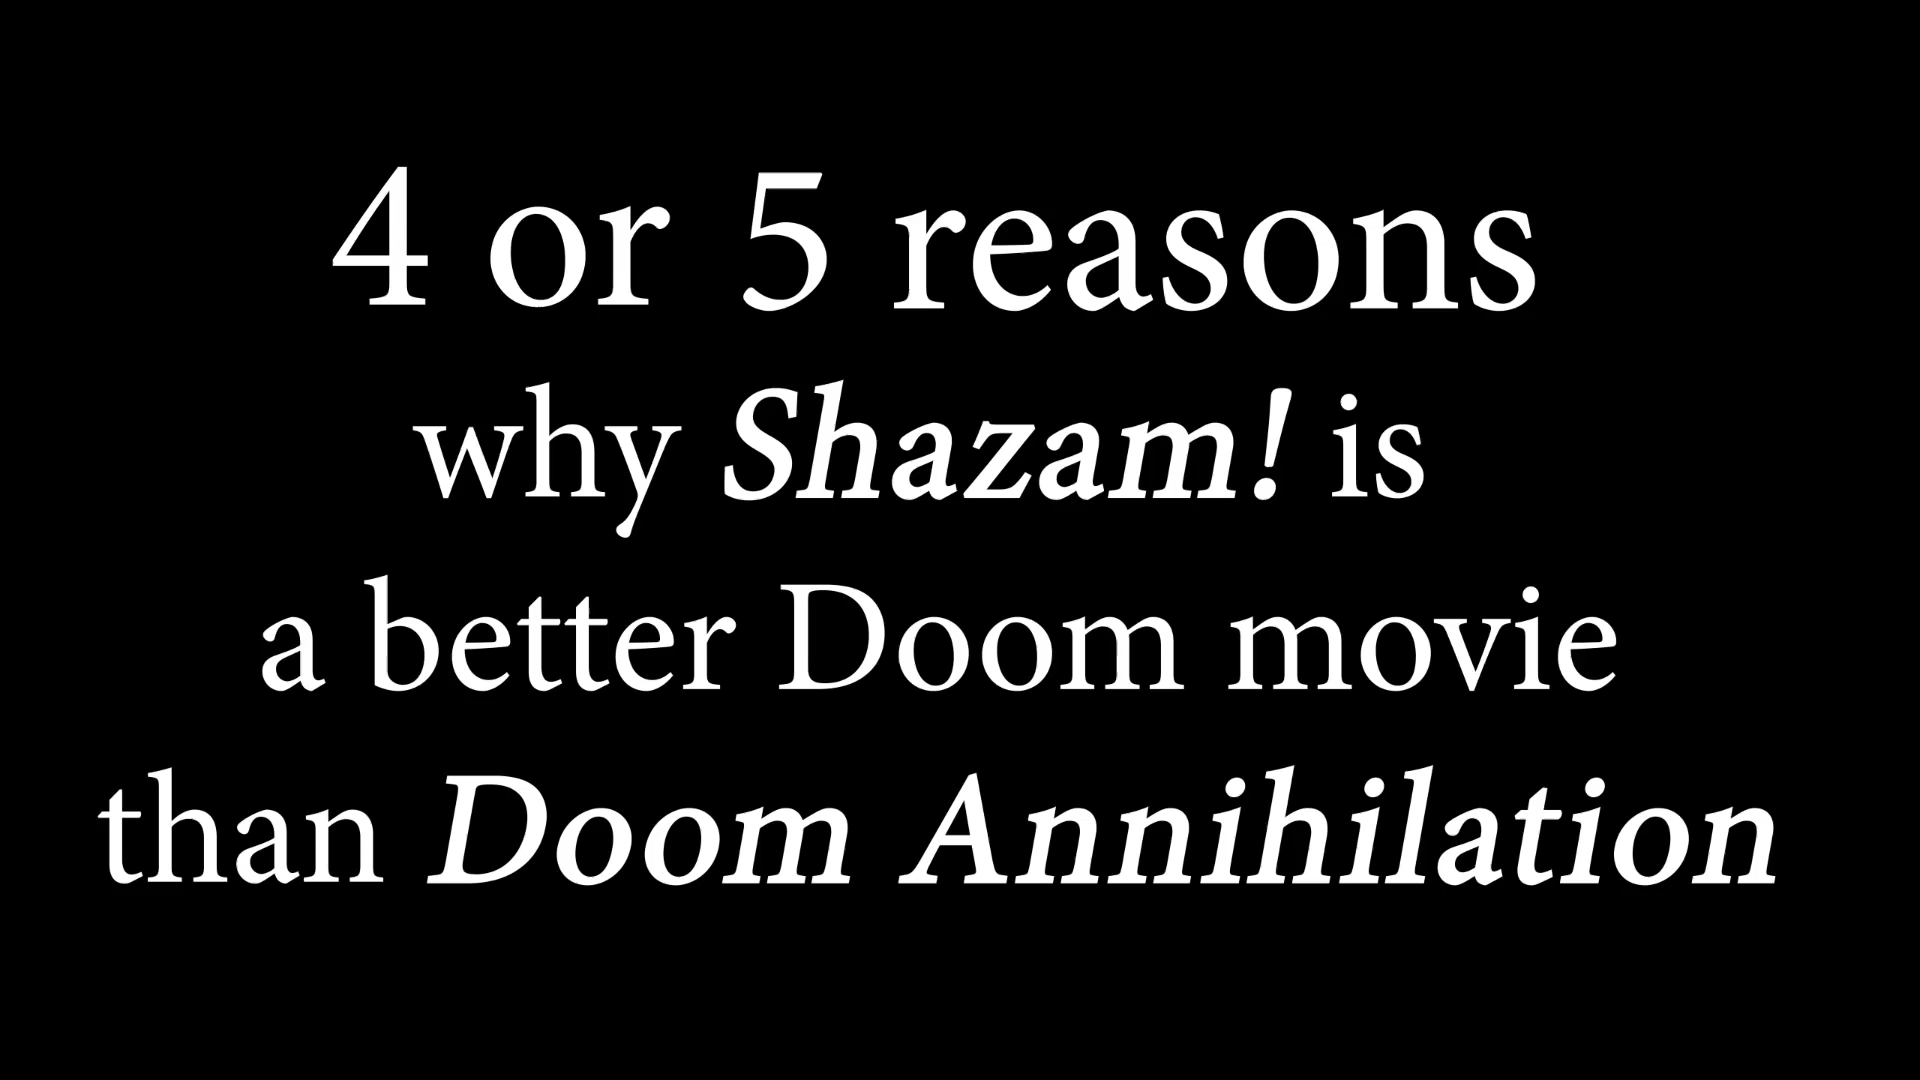 4 or 5 reasons
why Shazam! is
a better Doom movie
than Doom Annihilation